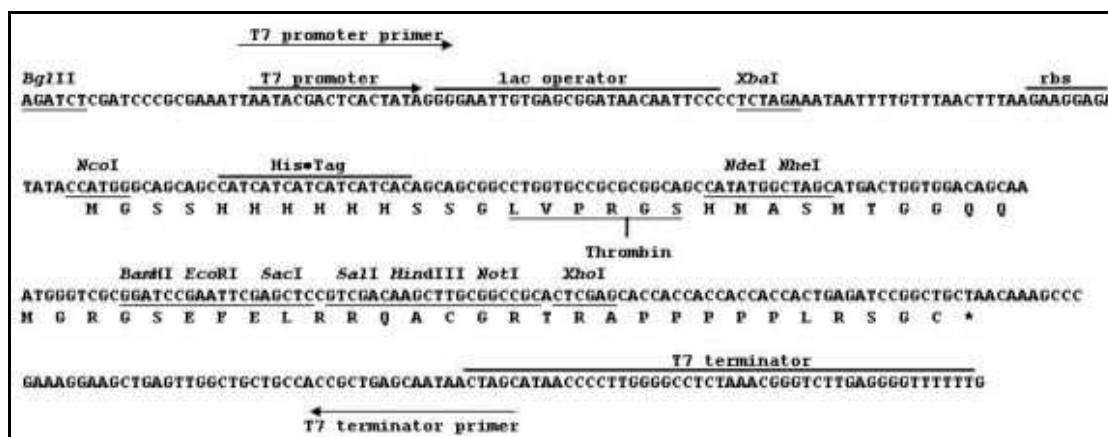 T7 promoter primer
BglII T7 promoter lac operator XbaI rbs
AGATCTCGATCCCGCGAAATTAATACGACTCACTATAGGGGAATTGTGAGCGGATAACAATTCCCCTCTAGAAATAATTTTGTTTAACTTTAAGAAGGAGA
NcoI His•Tag NdeI NheI
TATACCATGGGCAGCAGCCATCATCATCATCATCACAGCAGCGGCCTGGTGCCGCGCGGCAGCCATATGGCTAGCATGACTGGTGGACAGCAA
M G S S H H H H H H S S G L V P R G S H M A S M T G G Q Q
Thrombin
BamHI EcoRI SacI SalI HindIII NotI XhoI
ATGGGTCGCGGATCCGAATTCGAGCTCCGTCGACAAGCTTGCGGCCGCACTCGAGCACCACCACCACCACCACTGAGATCCGGCTGCTAACAAAGCCC
M G R G S E F E L R R Q A C G R T R A P P P P P L R S G C *
T7 terminator
GAAAGGAAGCTGAGTTGGCTGCTGCCACCGCTGAGCAATAACTAGCATAACCCCTTGGGGCCTCTAAACGGGTCTTGAGGGGTTTTTTG
T7 terminator primer